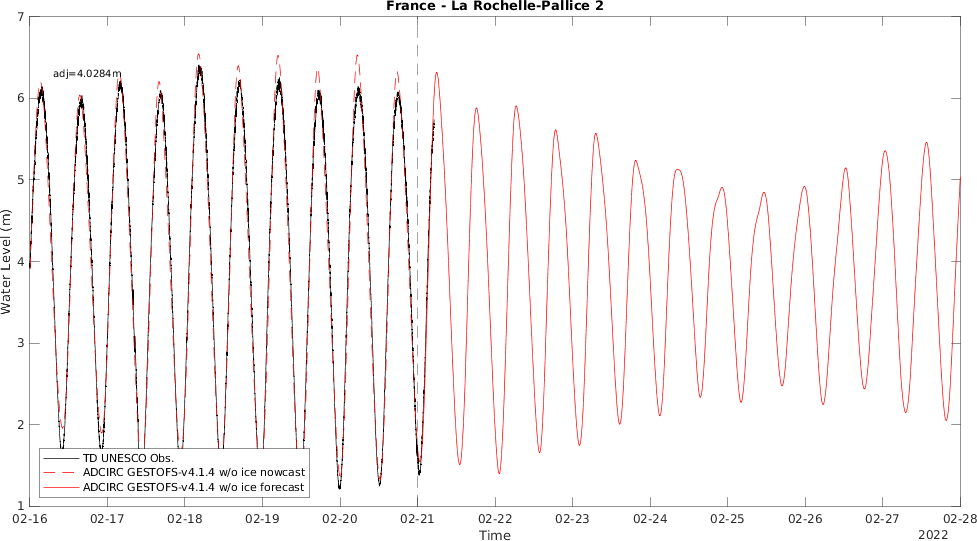 France - La Rochelle-Pallice 2
adj=4.0284m
Water Level (m)
7
6
5
4
3
2
1
TD UNESCO Obs.
ADCIRC GESTOFS-v4.1.4 w/o ice nowcast
ADCIRC GESTOFS-v4.1.4 w/o ice forecast
02-16 02-17 02-18 02-19 02-20 02-21 02-22 02-23 02-24 02-25 02-26 02-27 02-28
Time
2022